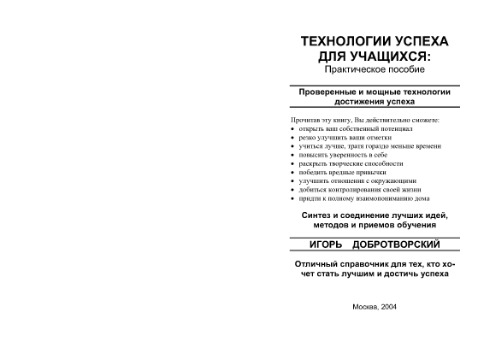 ТЕХНОЛОГИИ УСПЕХА
ДЛЯ УЧАЩИХСЯ:
Практическое пособие
Проверенные и мощные технологии
достижения успеха
Прочитав эту книгу, Вы действительно сможете:
• открыть ваш собственный потенциал
• резко улучшить ваши отметки
• учиться лучше, тратя гораздо меньше времени
• повысить уверенность в себе
• раскрыть творческие способности
• победить вредные привычки
• улучшить отношения с окружающими
• добиться контролирования своей жизни
• придти к полному взаимопониманию дома
Синтез и соединение лучших идей,
методов и приемов обучения
ИГОРЬ ДОБРОТВОРСКИЙ
Отличный справочник для тех, кто хо-
чет стать лучшим и достичь успеха
Москва, 2004